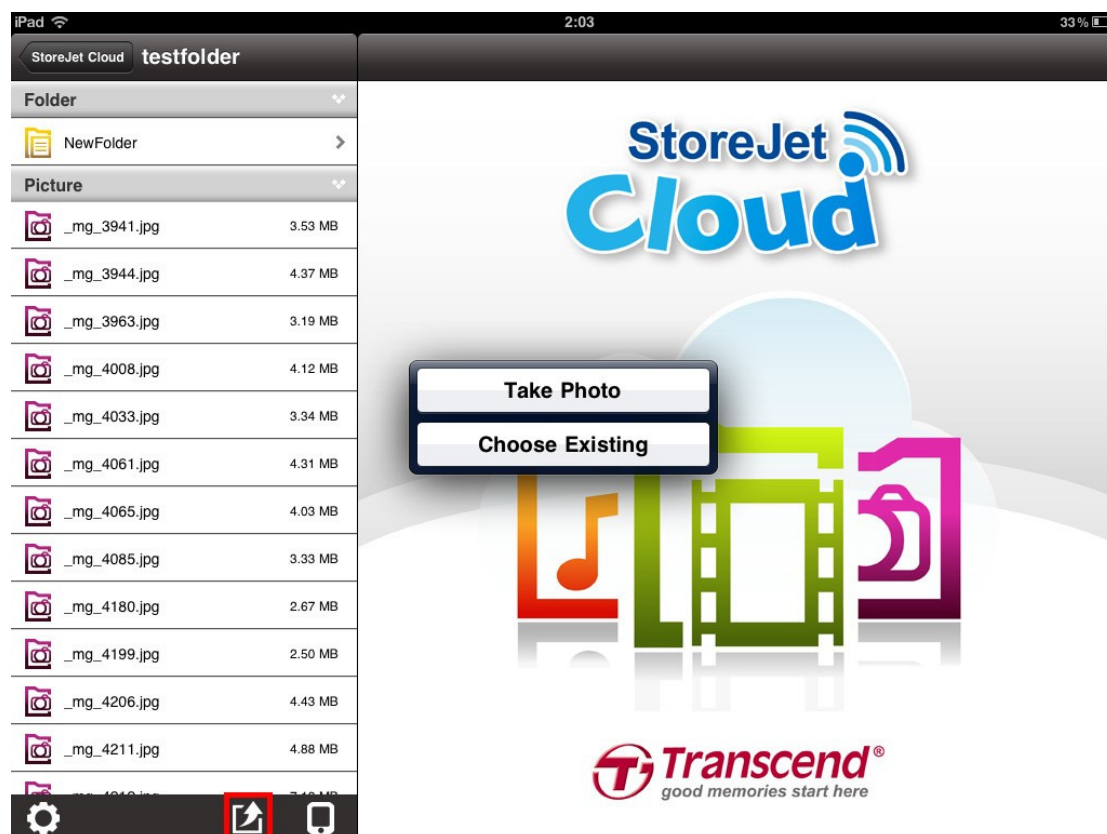 iPad 2:03 33 %
StoreJet Cloud testfolder
Folder
NewFolder
Picture
_mg_3941.jpg 3.53 MB
_mg_3944.jpg 4.37 MB
_mg_3963.jpg 3.19 MB
_mg_4008.jpg 4.12 MB
_mg_4033.jpg 3.34 MB
_mg_4061.jpg 4.31 MB
_mg_4065.jpg 4.03 MB
_mg_4085.jpg 3.33 MB
_mg_4180.jpg 2.67 MB
_mg_4199.jpg 2.50 MB
_mg_4206.jpg 4.43 MB
_mg_4211.jpg 4.88 MB
StoreJet
Cloud
Take Photo
Choose Existing
Transcend®
good memories start here